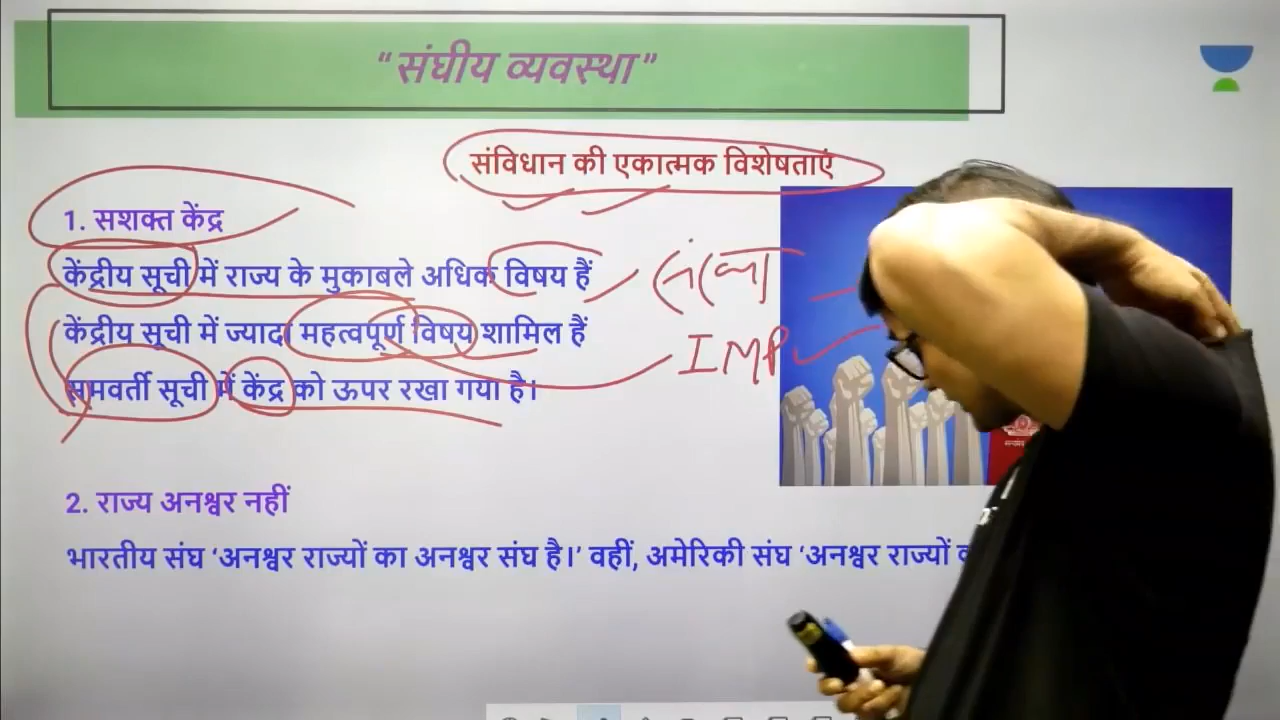 “संघीय व्यवस्था”
संविधान की एकात्मक विशेषताएं
1. सशक्त केंद्र
केंद्रीय सूची में राज्य के मुकाबले अधिक विषय हैं
केंद्रीय सूची में ज्यादा महत्वपूर्ण विषय शामिल हैं
IMP
समवर्ती सूची में केंद्र को ऊपर रखा गया है।
2. राज्य अनश्वर नहीं
भारतीय संघ ‘अनश्वर राज्यों का अनश्वर संघ है।’ वहीं, अमेरिकी संघ ‘अनश्वर राज्यों